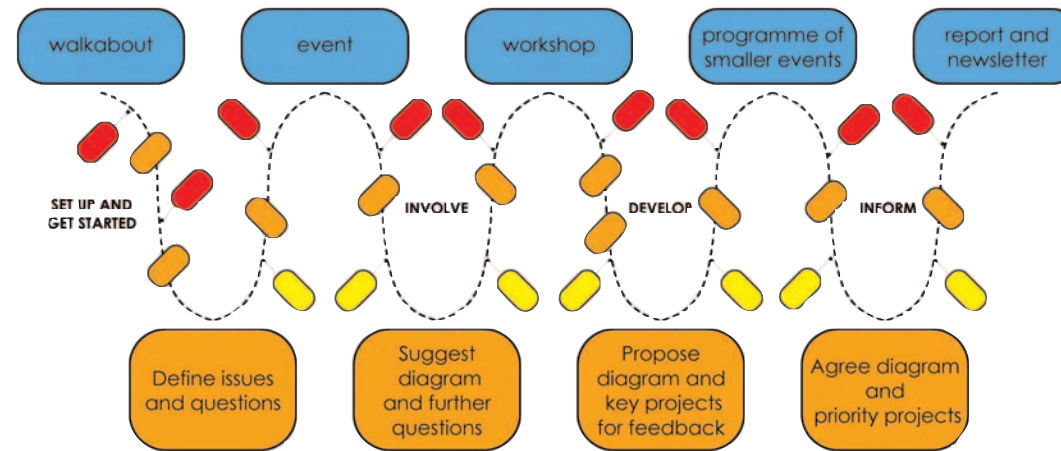 walkabout
event
workshop
programme of
smaller events
report and
newsletter
SET UP AND
GET STARTED
INVOLVE
DEVELOP
INFORM
Define issues
and questions
Suggest
diagram
and further
questions
Propose
diagram and
key projects
for feedback
Agree diagram
and
priority projects